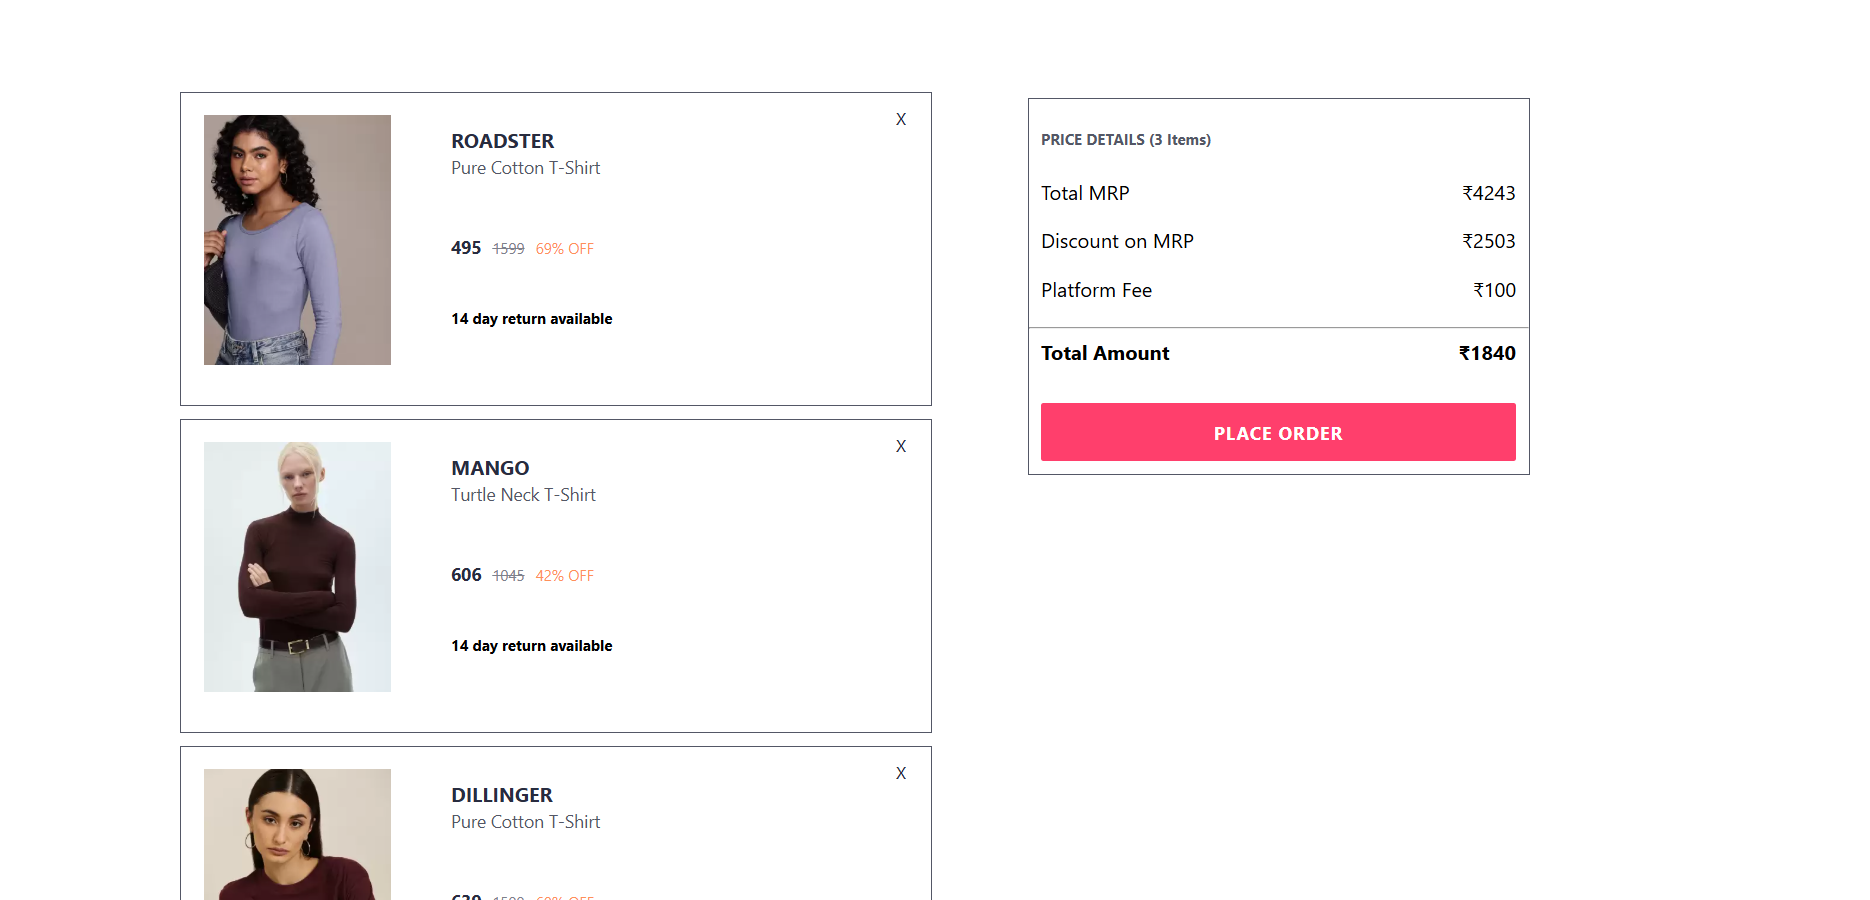 X
ROADSTER
Pure Cotton T-Shirt
495 1599 69% OFF
14 day return available
X
MANGO
Turtle Neck T-Shirt
606 1045 42% OFF
14 day return available
X
DILLINGER
Pure Cotton T-Shirt
PRICE DETAILS (3 Items)
Total MRP ₹4243
Discount on MRP ₹2503
Platform Fee ₹100
Total Amount ₹1840
PLACE ORDER